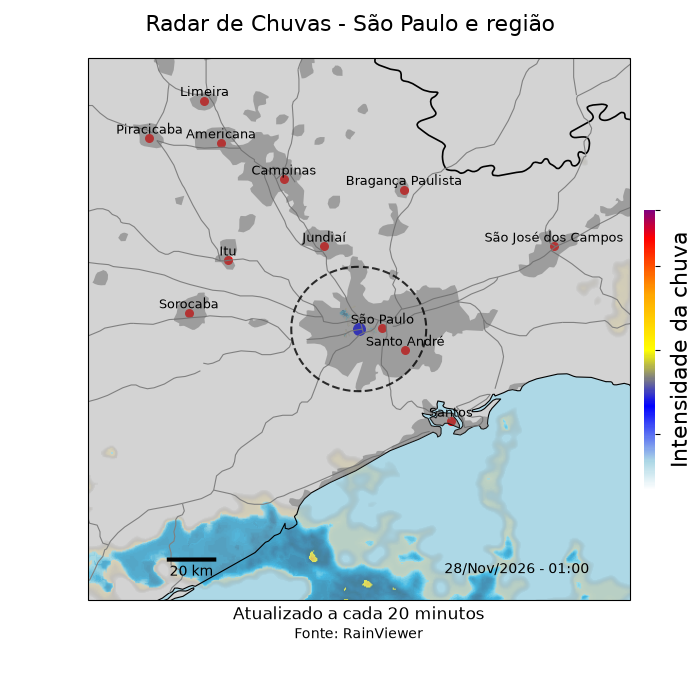 Radar de Chuvas - São Paulo e região
Limeira
Piracicaba
Americana
Campinas
Bragança Paulista
Jundiaí
São José dos Campos
Itu
Sorocaba
São Paulo
Santo André
Santos
Intensidade da chuva
20 km
28/Nov/2026 - 01:00
Atualizado a cada 20 minutos
Fonte: RainViewer